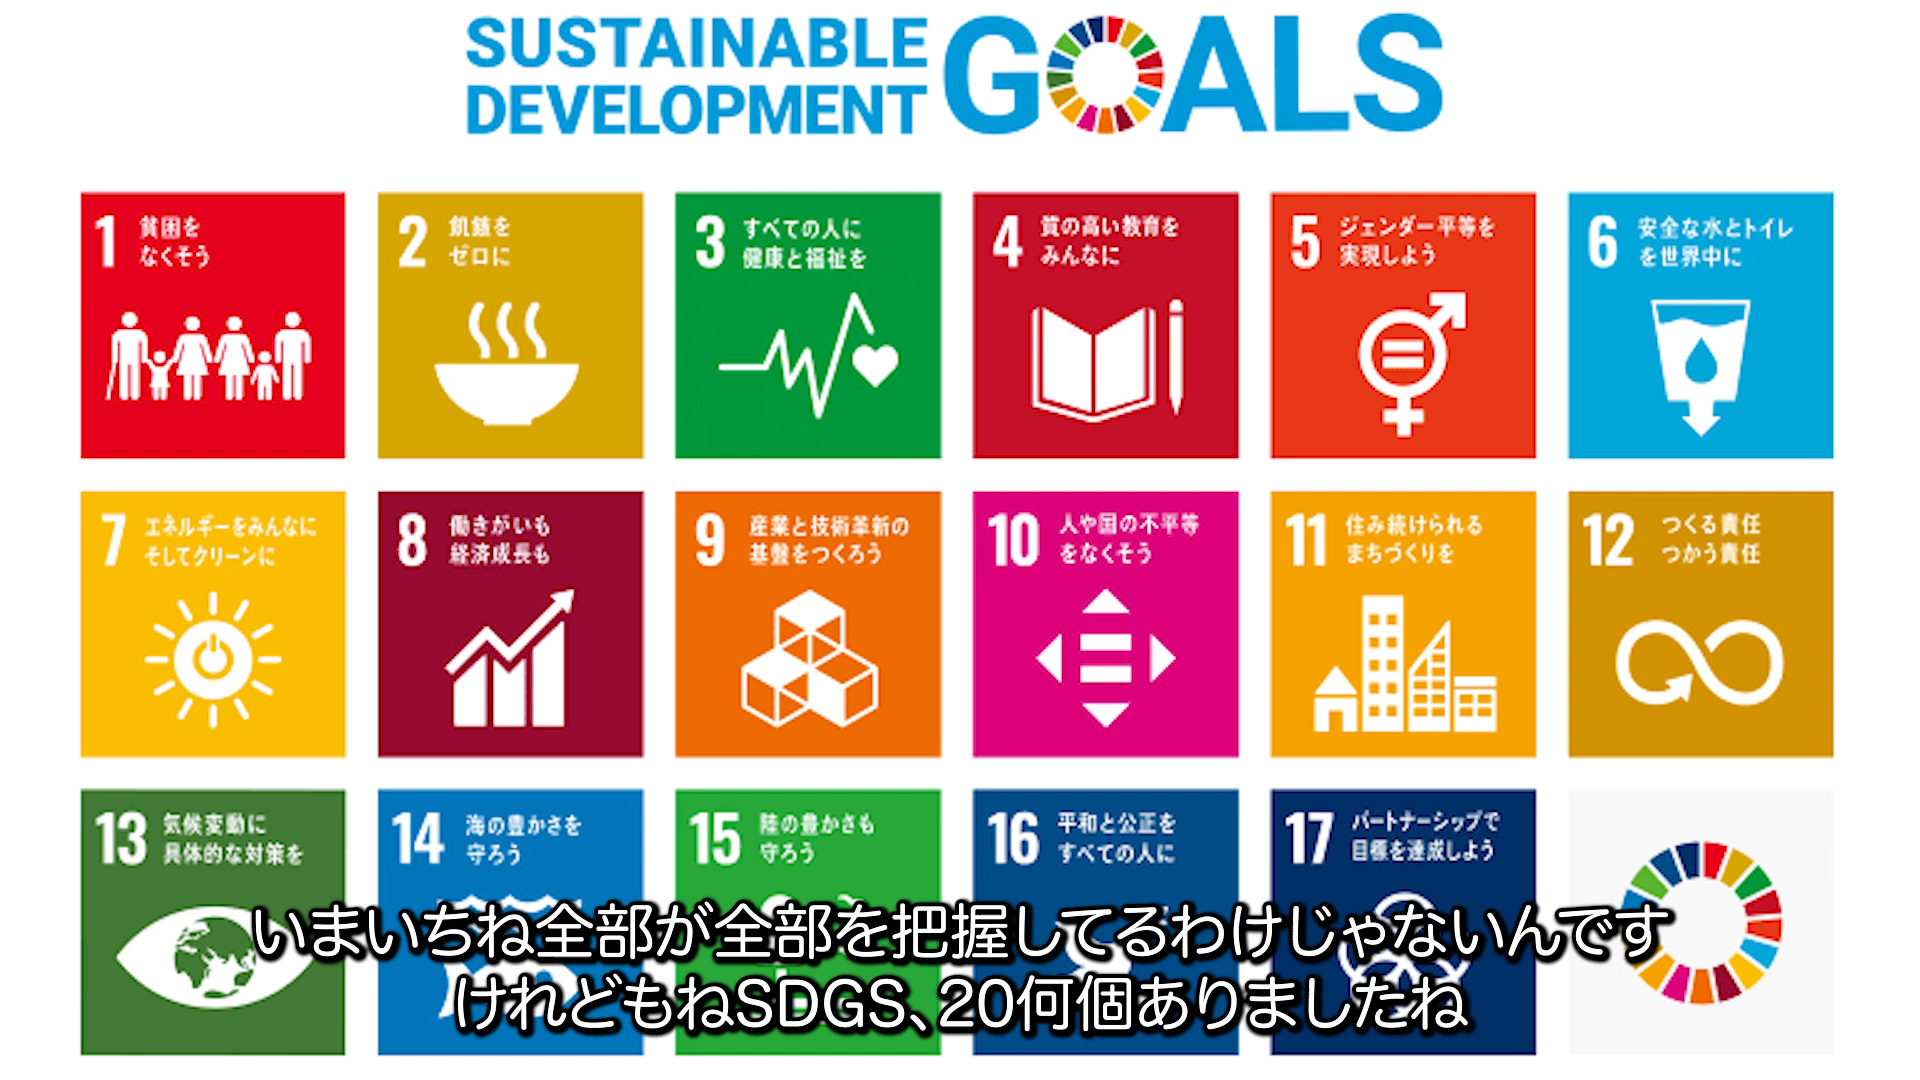 SUSTAINABLE
DEVELOPMENT
GOALS
1 貧困を
なくそう
2 飢餓を
ゼロに
3 すべての人に
健康と福祉を
4 質の高い教育を
みんなに
5 ジェンダー平等を
実現しよう
6 安全な水とトイレ
を世界中に
7 エネルギーをみんなに
そしてクリーンに
8 働きがいも
経済成長も
9 産業と技術革新の
基盤をつくろう
10 人や国の不平等
をなくそう
11 住み続けられる
まちづくりを
12 つくる責任
つかう責任
13 気候変動に
具体的な対策を
14 海の豊かさを
守ろう
15 陸の豊かさも
守ろう
16 平和と公正を
すべての人に
17 パートナーシップで
目標を達成しよう
いまいちね全部が全部を把握してるわけじゃないんです
けれどもねSDGS、20何個ありましたね